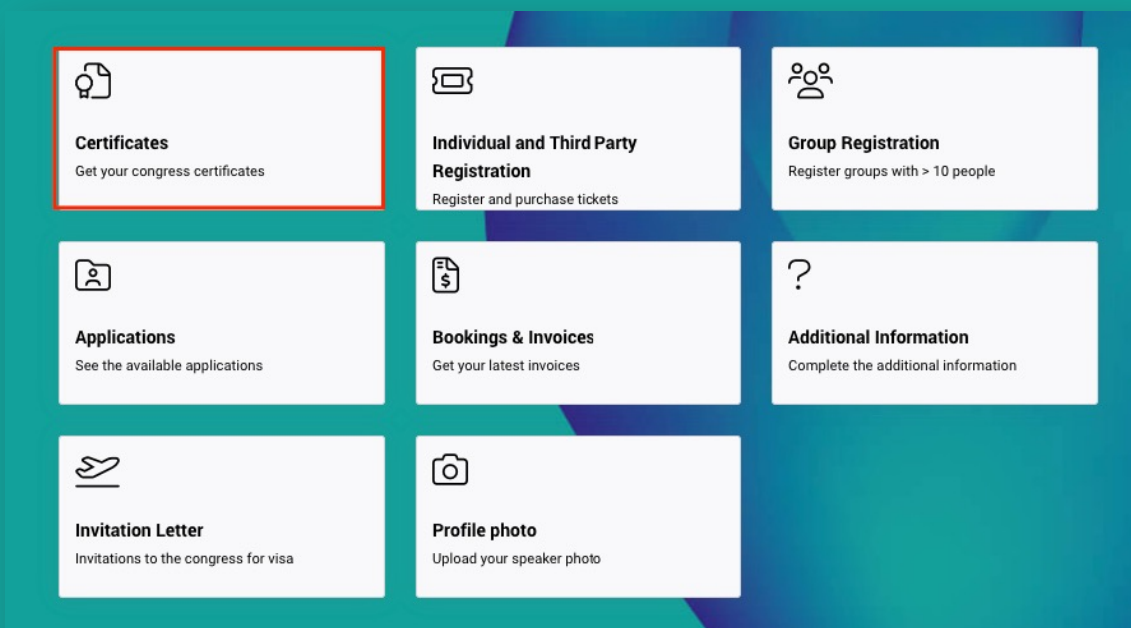 Certificates
Get your congress certificates
Individual and Third Party
Registration
Register and purchase tickets
Group Registration
Register groups with > 10 people
Applications
See the available applications
Bookings & Invoices
Get your latest invoices
Additional Information
Complete the additional information
Invitation Letter
Invitations to the congress for visa
Profile photo
Upload your speaker photo